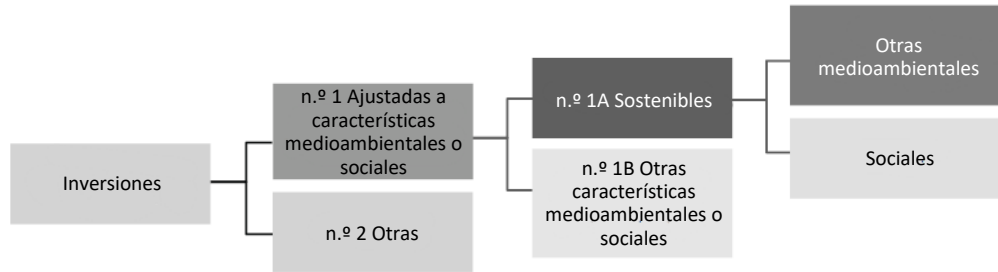 Inversiones
n.º 1 Ajustadas a
características
medioambientales o
sociales
n.º 2 Otras
n.º 1A Sostenibles
n.º 1B Otras
características
medioambientales o
sociales
Otras
medioambientales
Sociales